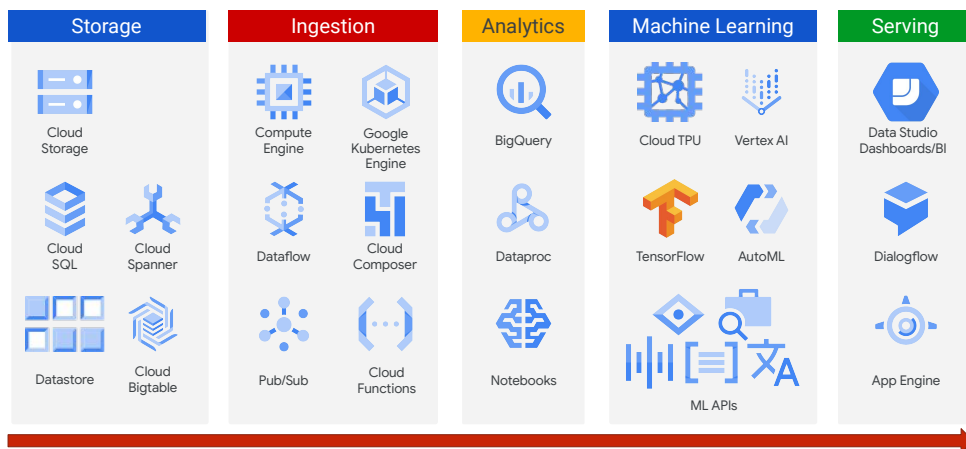 Storage
Cloud
Storage
Cloud
SQL
Cloud
Spanner
Datastore
Cloud
Bigtable
Ingestion
Compute
Engine
Google
Kubernetes
Engine
Dataflow
Cloud
Composer
Pub/Sub
Cloud
Functions
Analytics
BigQuery
Dataproc
Notebooks
Machine Learning
Cloud TPU
Vertex AI
TensorFlow
AutoML
文A
ML APIs
Serving
Data Studio
Dashboards/BI
Dialogflow
App Engine